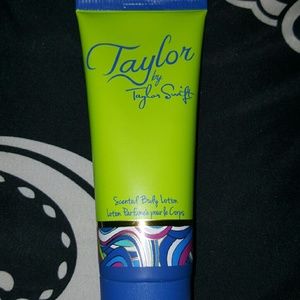 Taylor
by
Taylor Swift
Scented Body Lotion
Lotion Parfumée pour le Corps